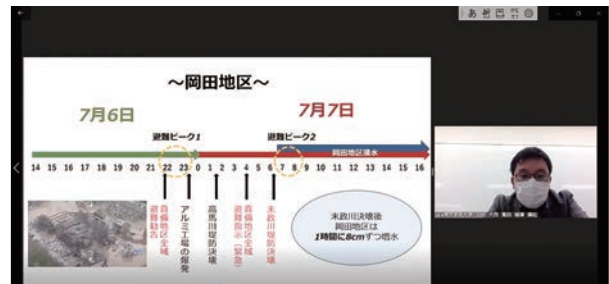 ～岡田地区～
7月6日
7月7日
避難ピーク1
避難ピーク2
岡田地区浸水
14 15 16 17 18 19 20 21 22 23 0 1 2 3 4 5 6 7 8 9 10 11 12 13 14 15 16
真備地区全域
避難勧告
アルミ工場の爆発
高馬川堤防決壊
真備地区全域
避難指示（緊急）
末政川堤防決壊
末政川決壊後
岡田地区は
1時間に8cmずつ増水